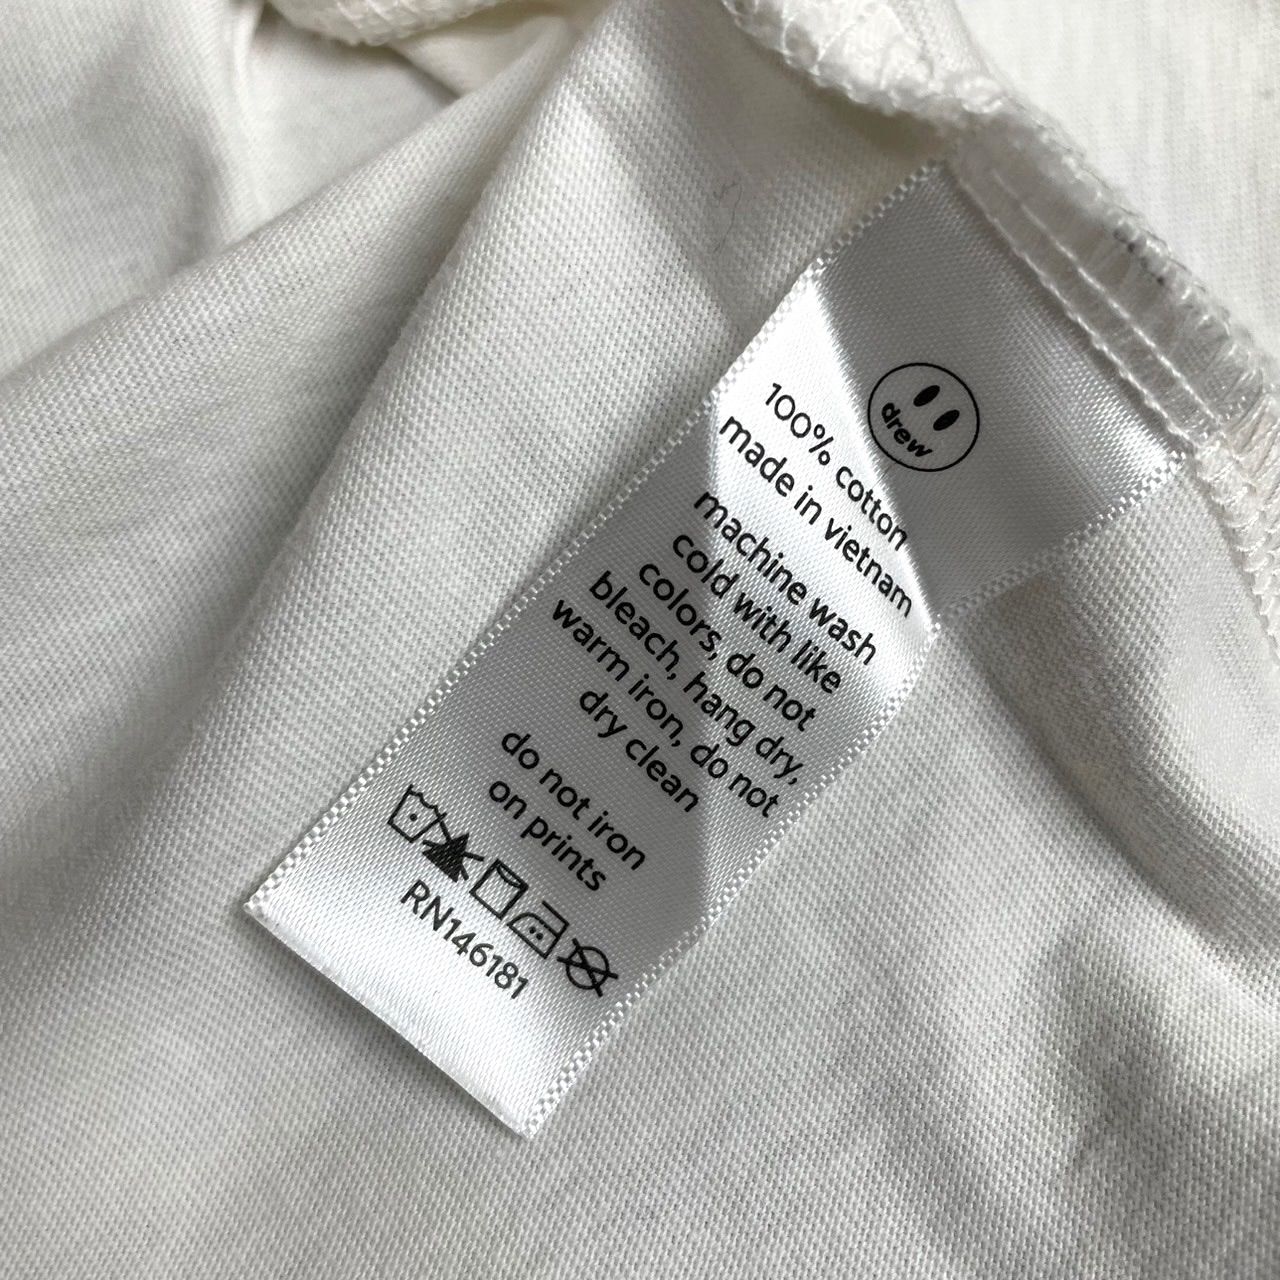 drew
100% cotton
made in vietnam
machine wash
cold with like
colors, do not
bleach, hang dry,
warm iron, do not
dry clean
do not iron
on prints
RN146181